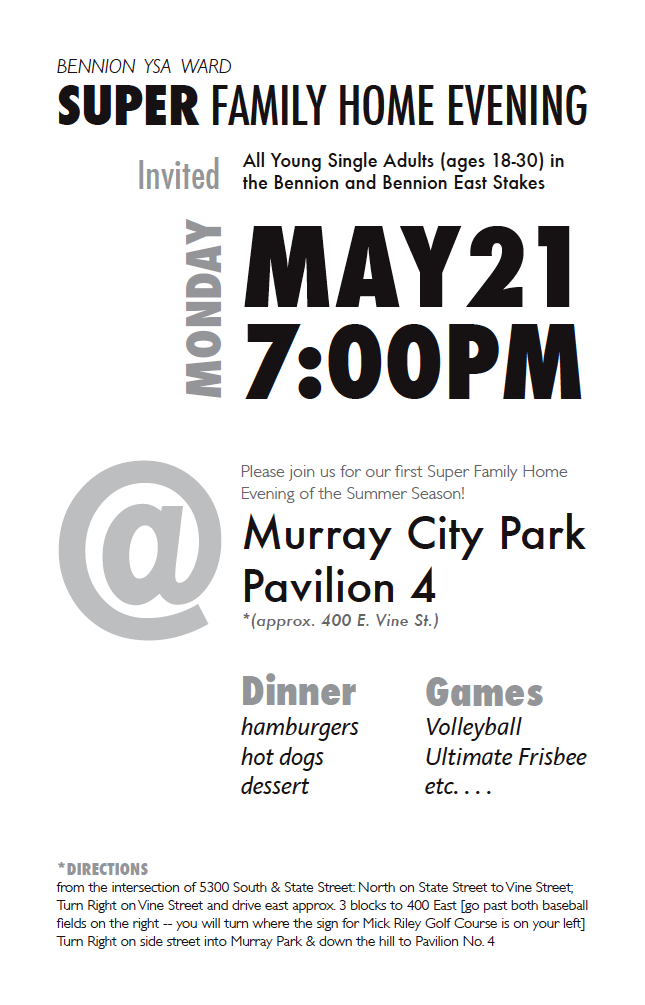 BENNION YSA WARD
SUPER FAMILY HOME EVENING
Invited
All Young Single Adults (ages 18-30) in
the Bennion and Bennion East Stakes
MONDAY
MAY21
7:00PM
@
Please join us for our first Super Family Home
Evening of the Summer Season!
Murray City Park
Pavilion 4
*(approx. 400 E. Vine St.)
Dinner
hamburgers
hot dogs
dessert
Games
Volleyball
Ultimate Frisbee
etc. . . .
*DIRECTIONS
from the intersection of 5300 South & State Street: North on State Street to Vine Street;
Turn Right on Vine Street and drive east approx. 3 blocks to 400 East [go past both baseball
fields on the right -- you will turn where the sign for Mick Riley Golf Course is on your left]
Turn Right on side street into Murray Park & down the hill to Pavilion No. 4